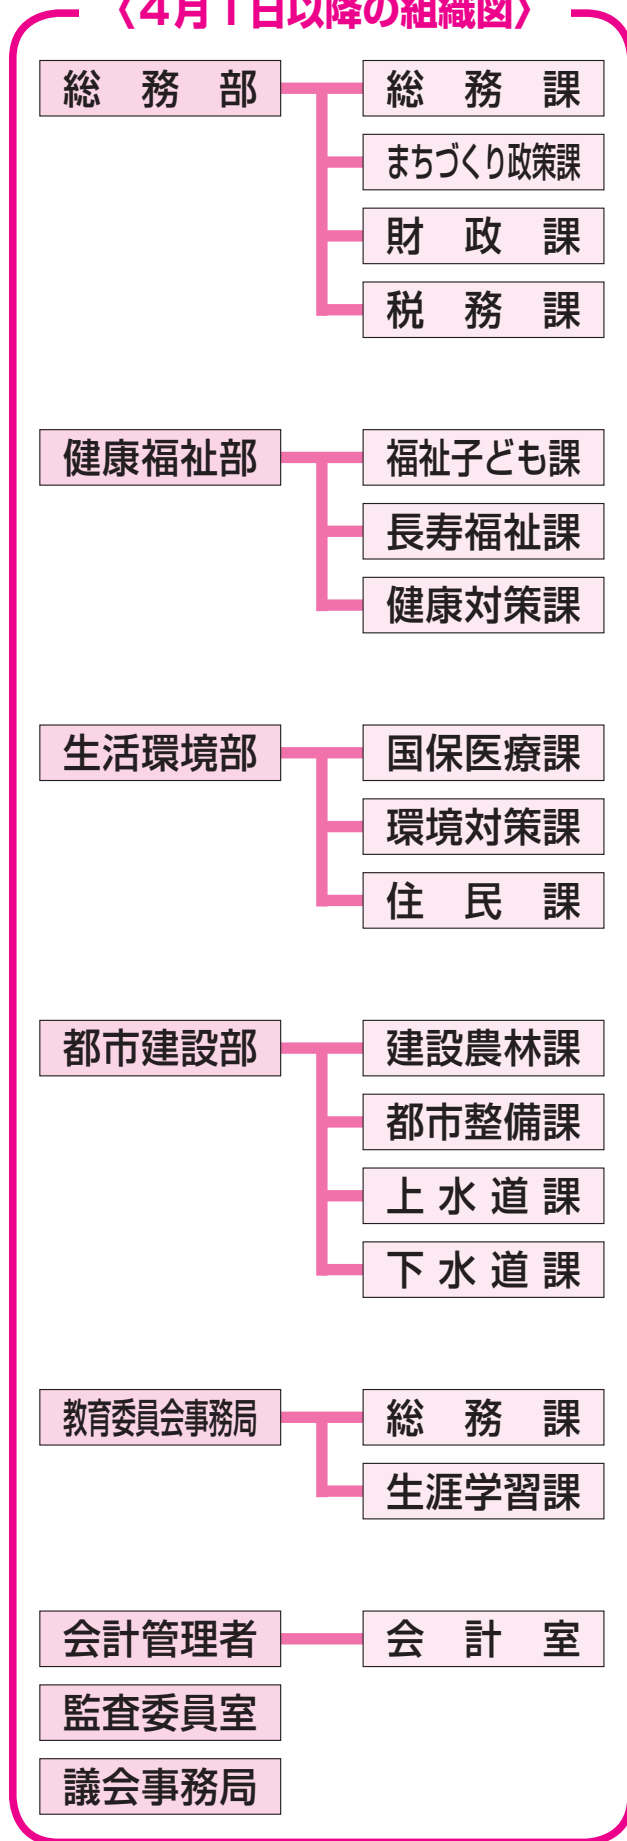 〈4月1日以降の組織図〉
総務部
総務課
まちづくり政策課
財政課
税務課
健康福祉部
福祉子ども課
長寿福祉課
健康対策課
生活環境部
国保医療課
環境対策課
住民課
都市建設部
建設農林課
都市整備課
上水道課
下水道課
教育委員会事務局
総務課
生涯学習課
会計管理者
会計室
監査委員室
議会事務局